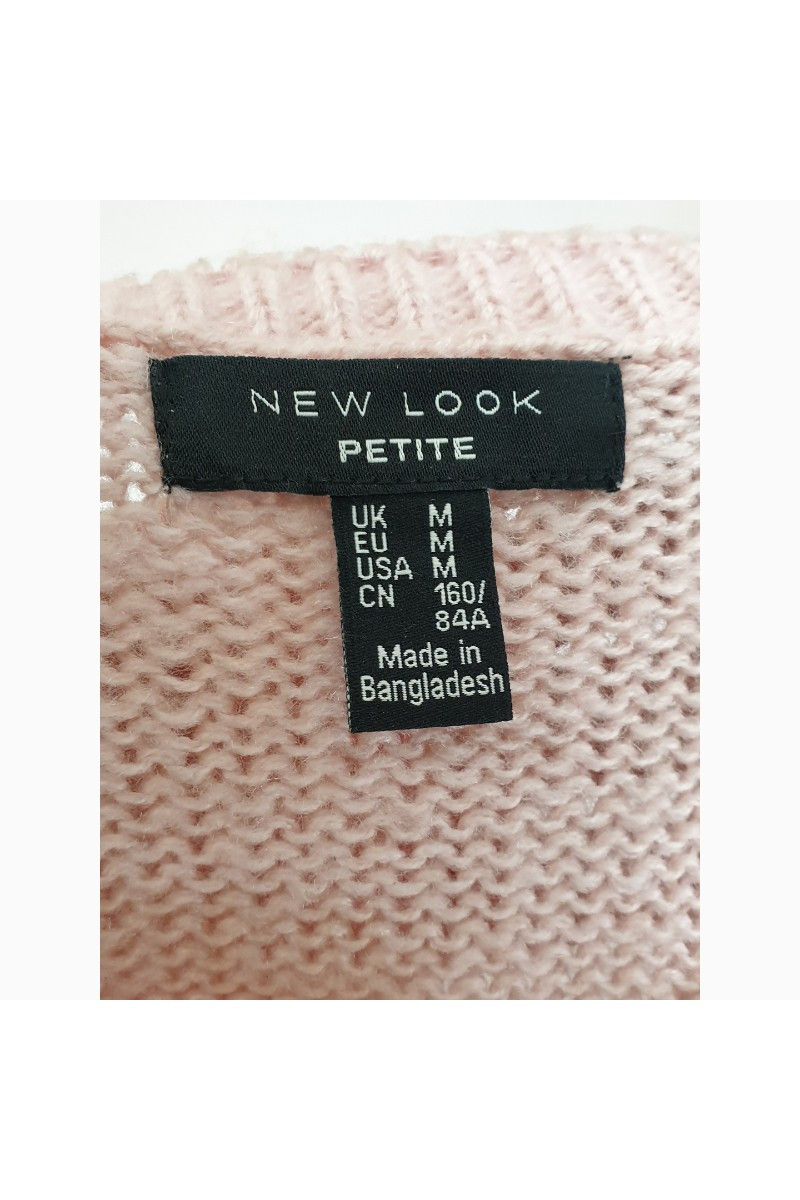 NEW LOOK
PETITE
UK M
EU M
USA M
CN 160/
84A
Made in
Bangladesh